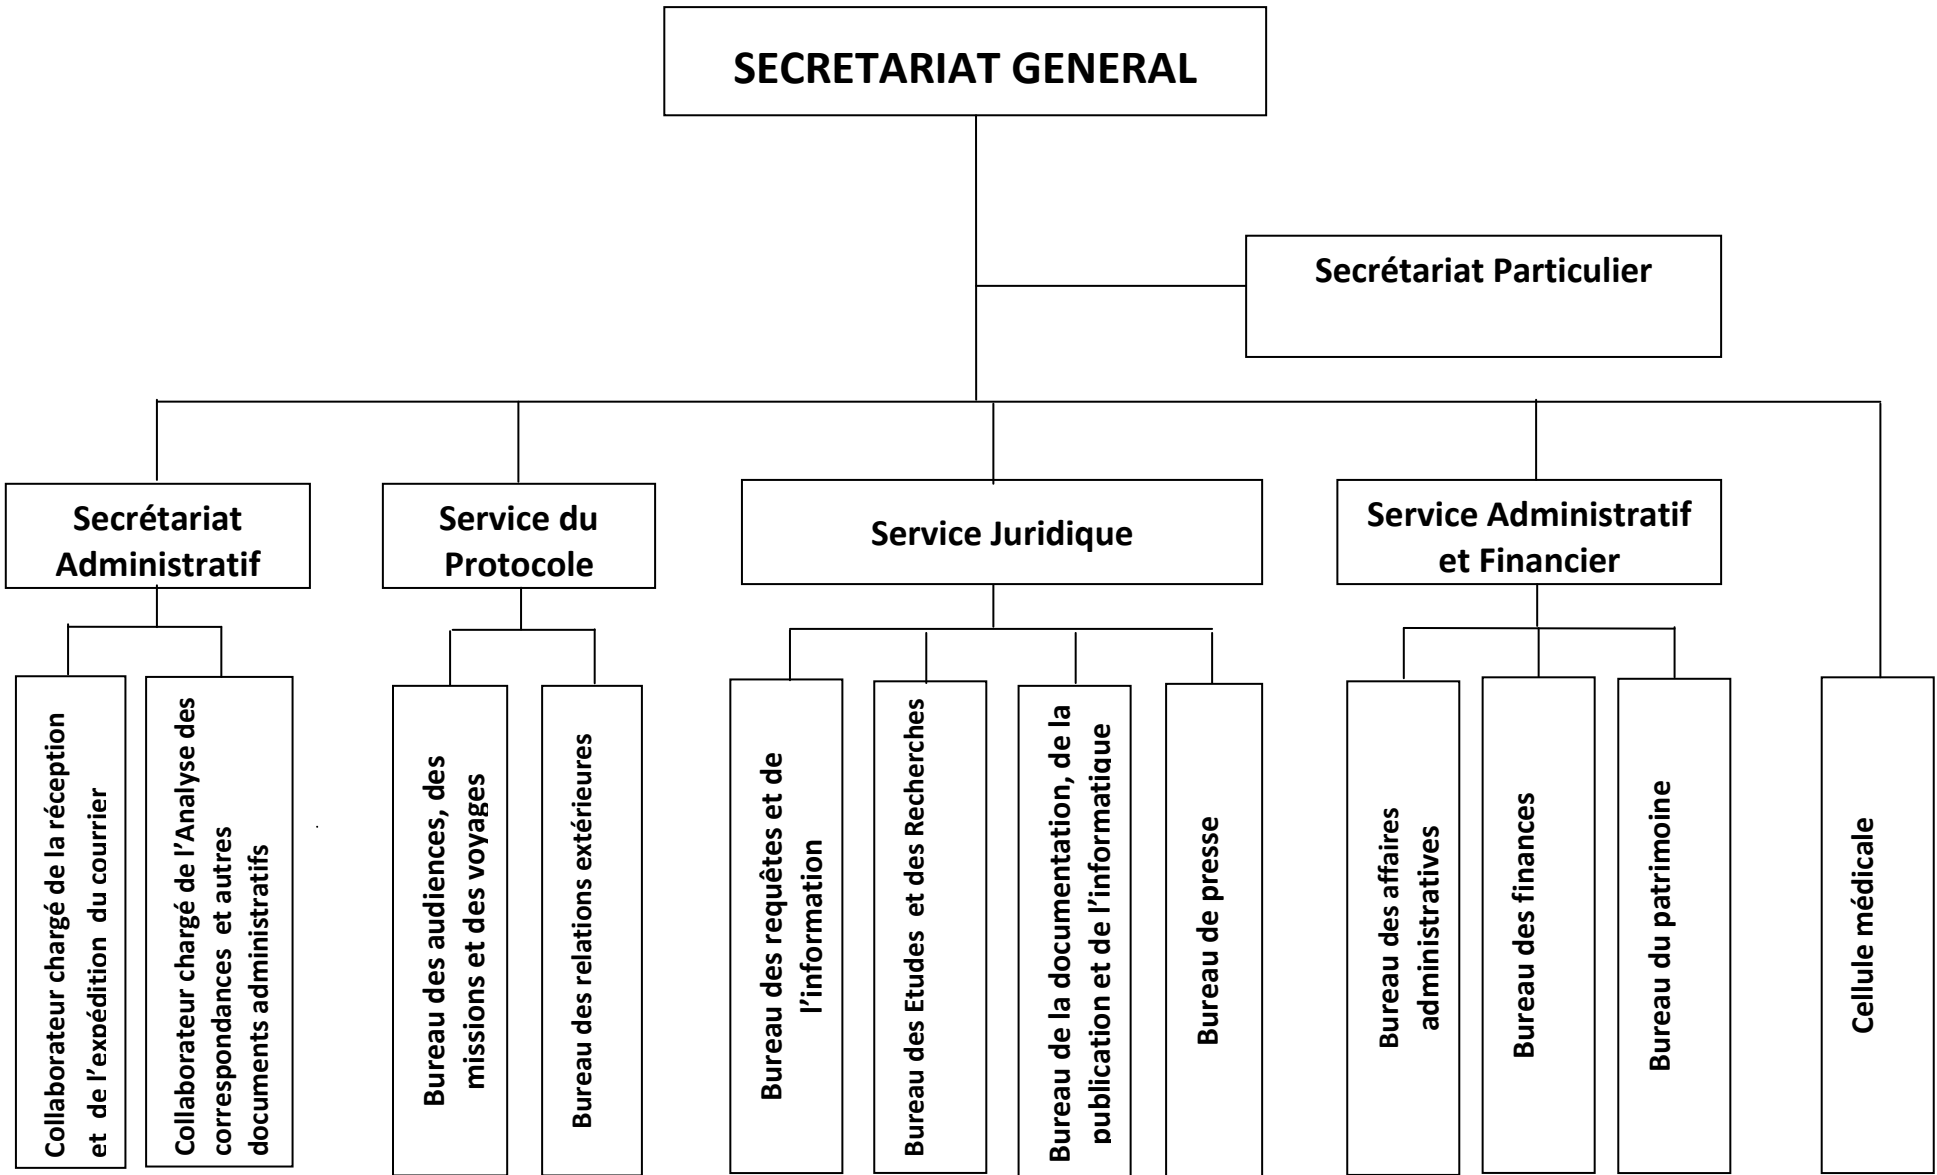 SECRETARIAT GENERAL
Secrétariat Particulier
Secrétariat
Administratif
Service du
Protocole
Service Juridique
Service Administratif
et Financier
Collaborateur chargé de la réception
et de l’expédition du courrier
Collaborateur chargé de l’Analyse des
correspondances et autres
documents administratifs
Bureau des audiences, des
missions et des voyages
Bureau des relations extérieures
Bureau des requêtes et de
l’information
Bureau des Etudes et des Recherches
Bureau de la documentation, de la
publication et de l’informatique
Bureau de presse
Bureau des affaires
administratives
Bureau des finances
Bureau du patrimoine
Cellule médicale